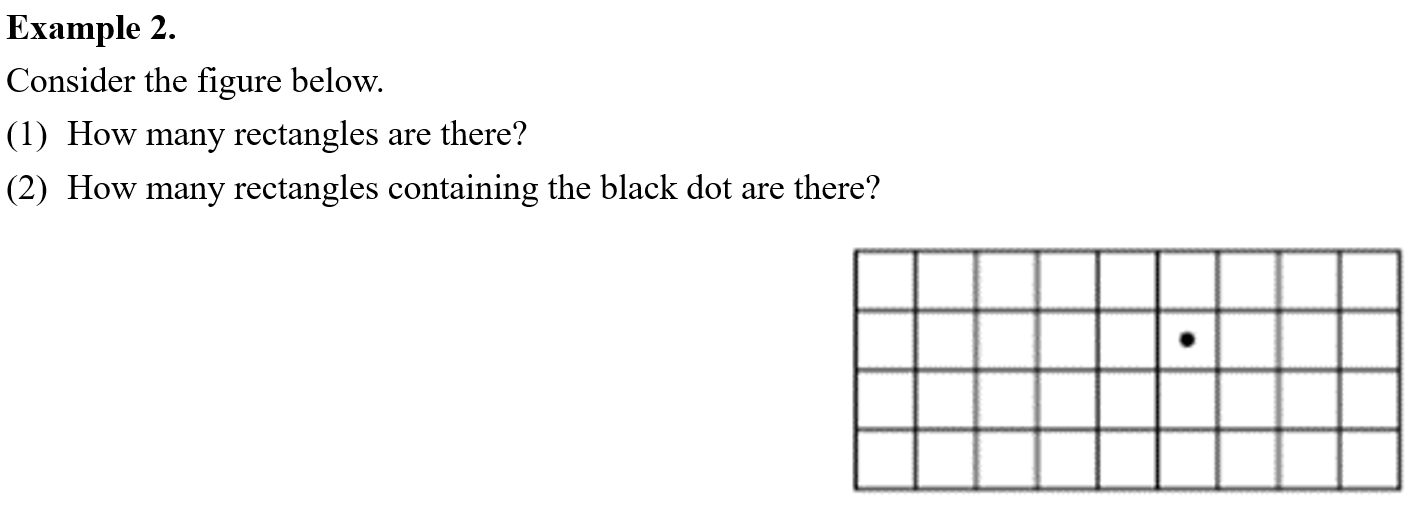 Example 2.
Consider the figure below.
(1) How many rectangles are there?
(2) How many rectangles containing the black dot are there?